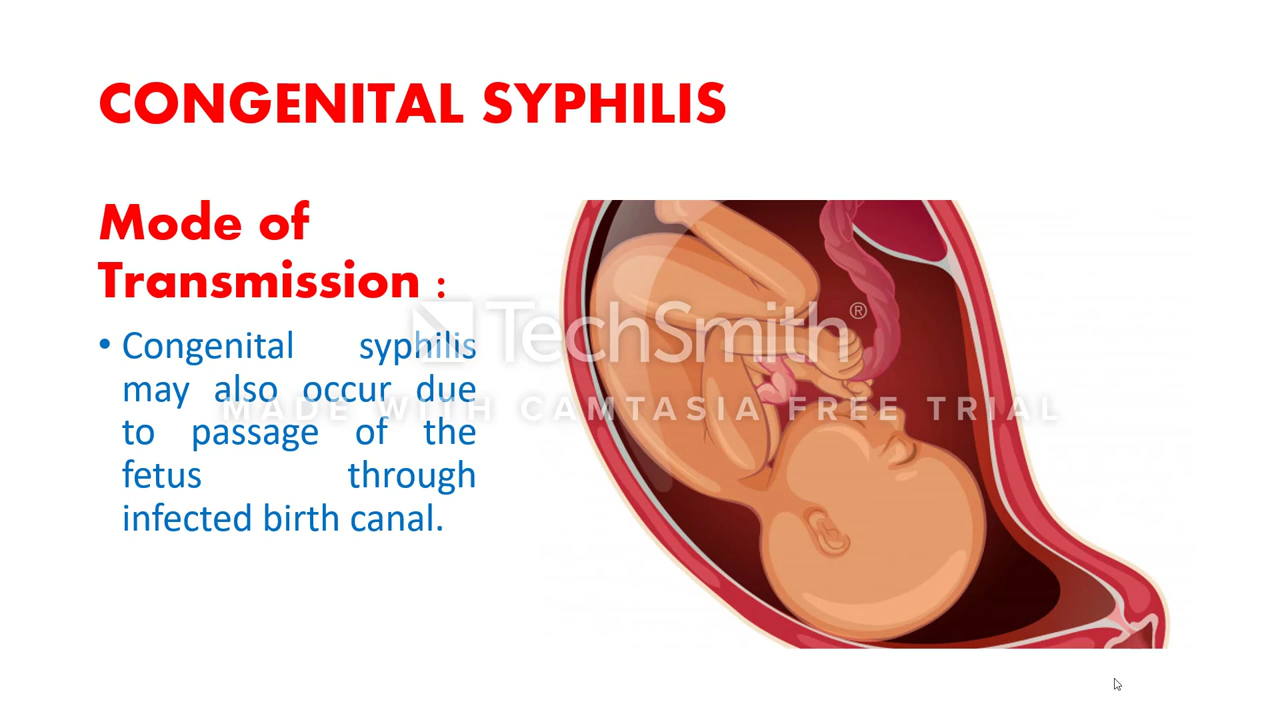 CONGENITAL SYPHILIS
Mode of
Transmission :
• Congenital syphilis
may also occur due
to passage of the
fetus through
infected birth canal.
TechSmith®
MADE WITH CAMTASIA FREE TRIAL